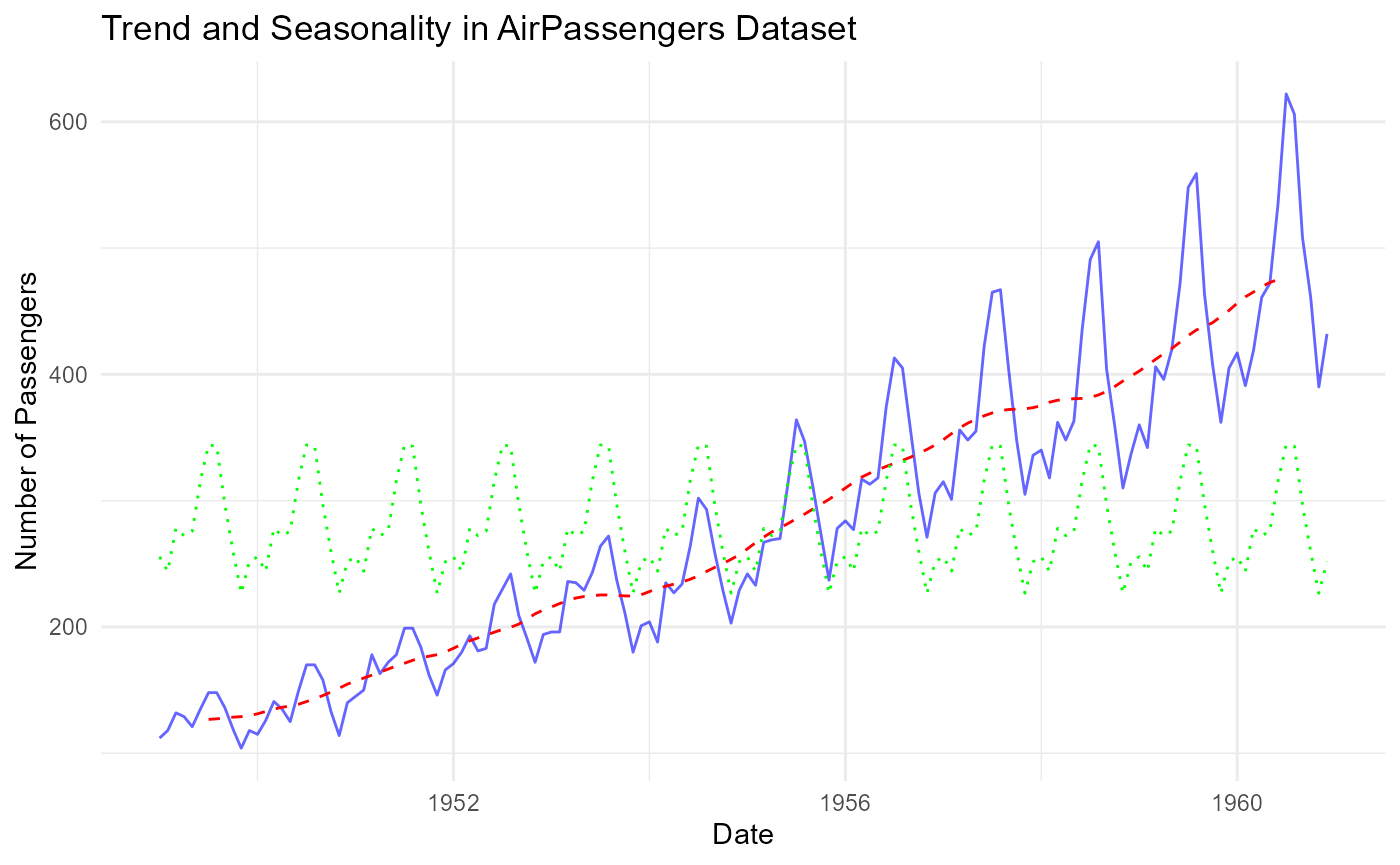 Trend and Seasonality in AirPassengers Dataset
Number of Passengers
600
400
200
1952
1956
1960
Date